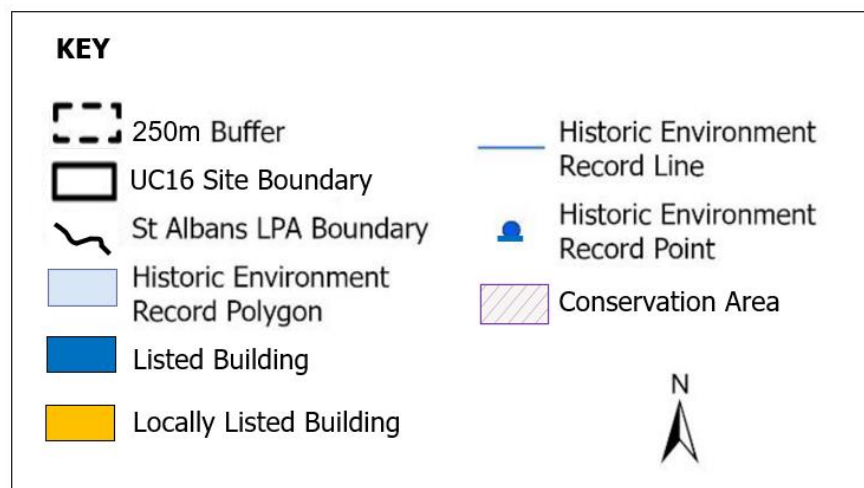 KEY
250m Buffer
UC16 Site Boundary
St Albans LPA Boundary
Historic Environment
Record Polygon
Listed Building
Locally Listed Building
Historic Environment
Record Line
Historic Environment
Record Point
Conservation Area
N